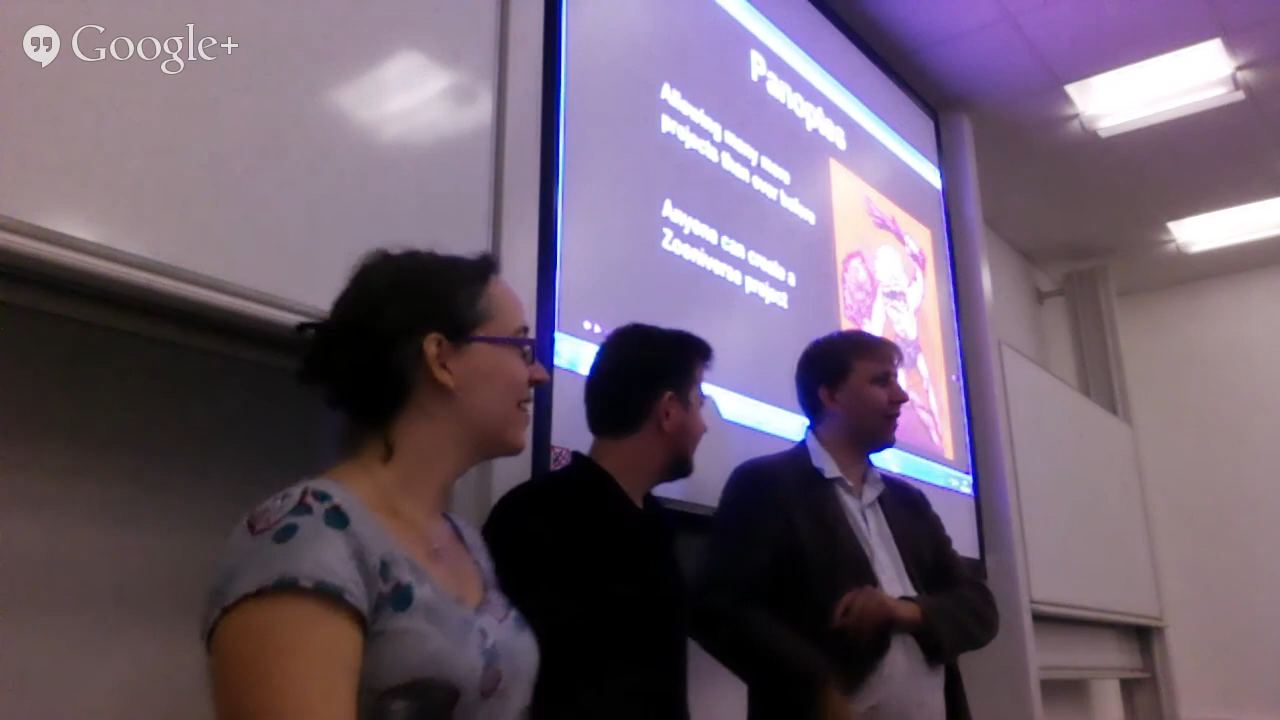 Google+
Panoptes
Allowing many more
projects than ever before
Anyone can create a
Zooniverse project